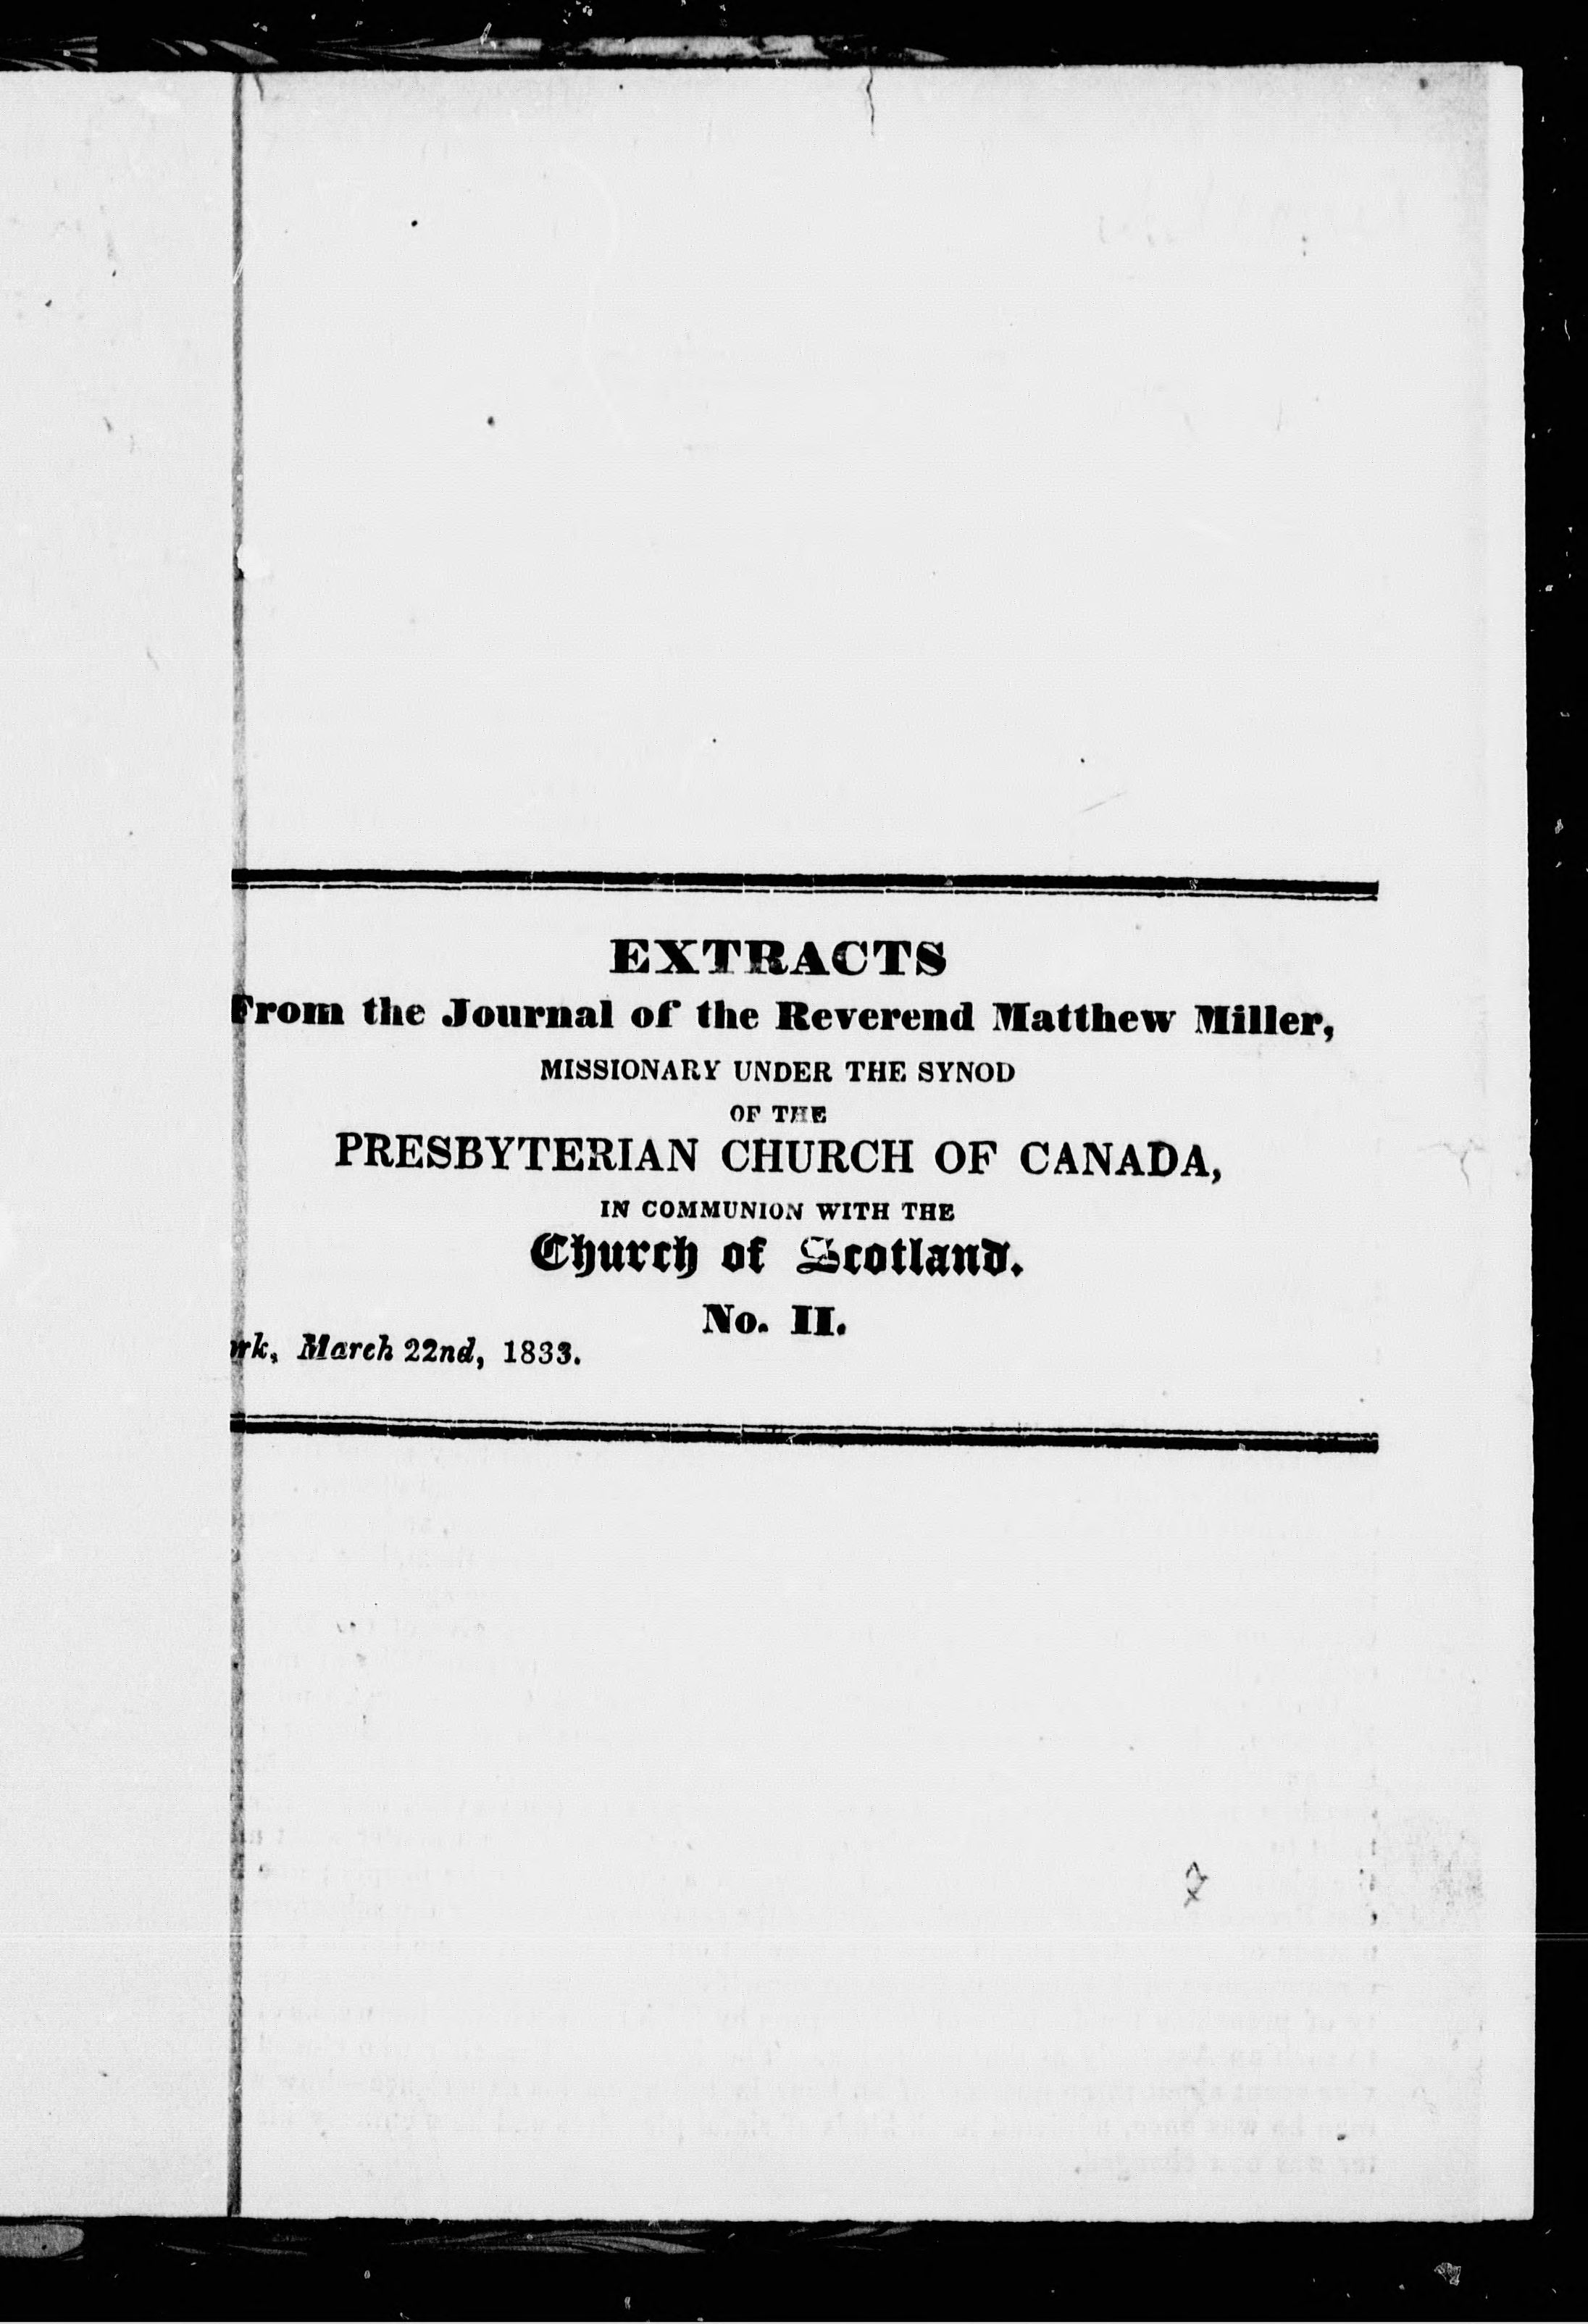 EXTRACTS
From the Journal of the Reverend Matthew Miller,
MISSIONARY UNDER THE SYNOD
OF THE
PRESBYTERIAN CHURCH OF CANADA,
IN COMMUNION WITH THE
Church of Scotland.
No. II.
rk, March 22nd, 1833.